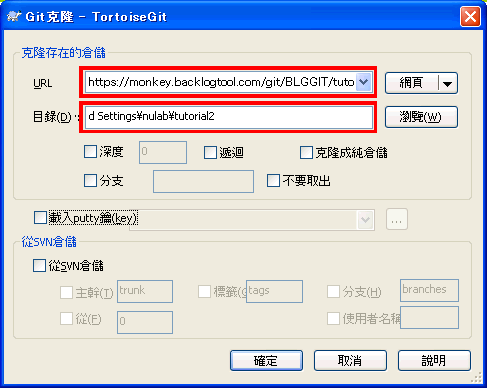 Git克隆 - TortoiseGit
克隆存在的倉儲
URL https://monkey.backlogtool.com/git/BLGGIT/tuto 網頁
目錄(D) d Settings¥nulab¥tutorial2 瀏覽(W)
深度 0 遞迴 克隆成純倉儲
分支 不要取出
載入putty鑰(key) ...
從SVN倉儲
從SVN倉儲
主幹(T) trunk 標籤(G tags 分支(H) branches
從(F) 0 使用者名稱
確定 取消 說明